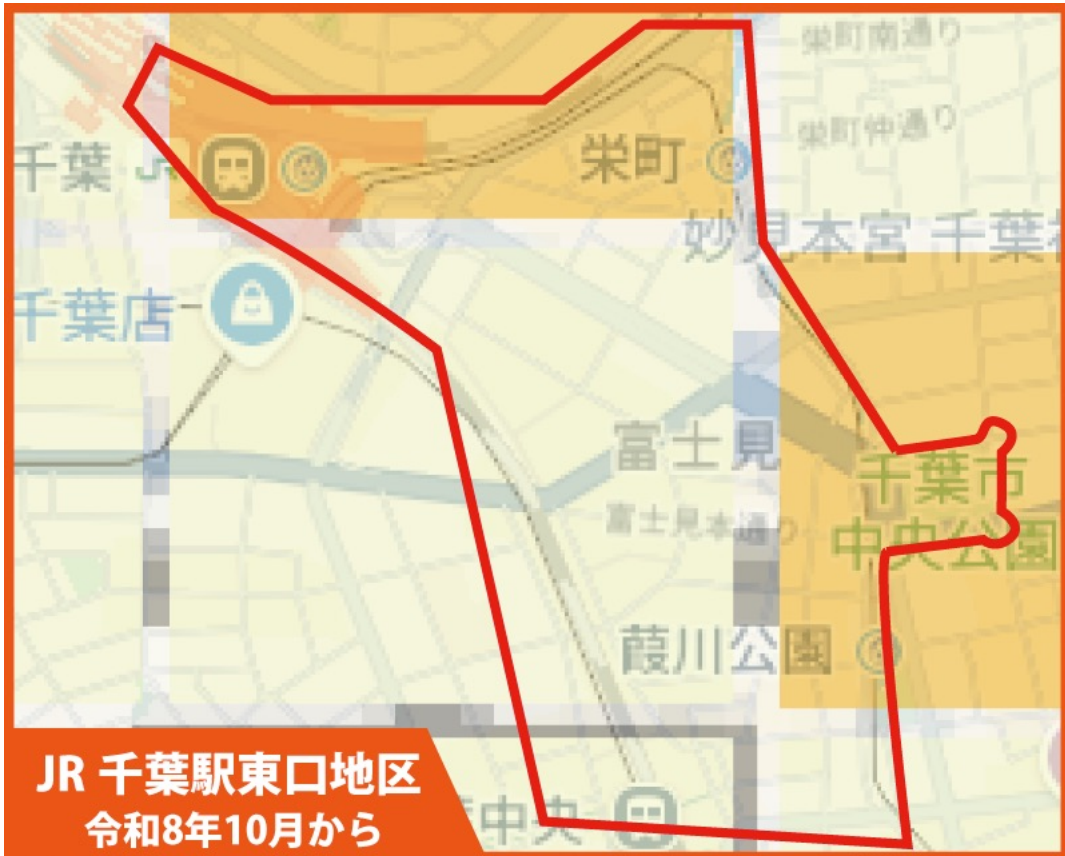 栄町南通り
栄町仲通り
千葉
栄町
妙見本宮 千葉
千葉店
富士見
富士見本通り
千葉市
中央公園
葭川公園
JR 千葉駅東口地区
令和8年10月から
中央